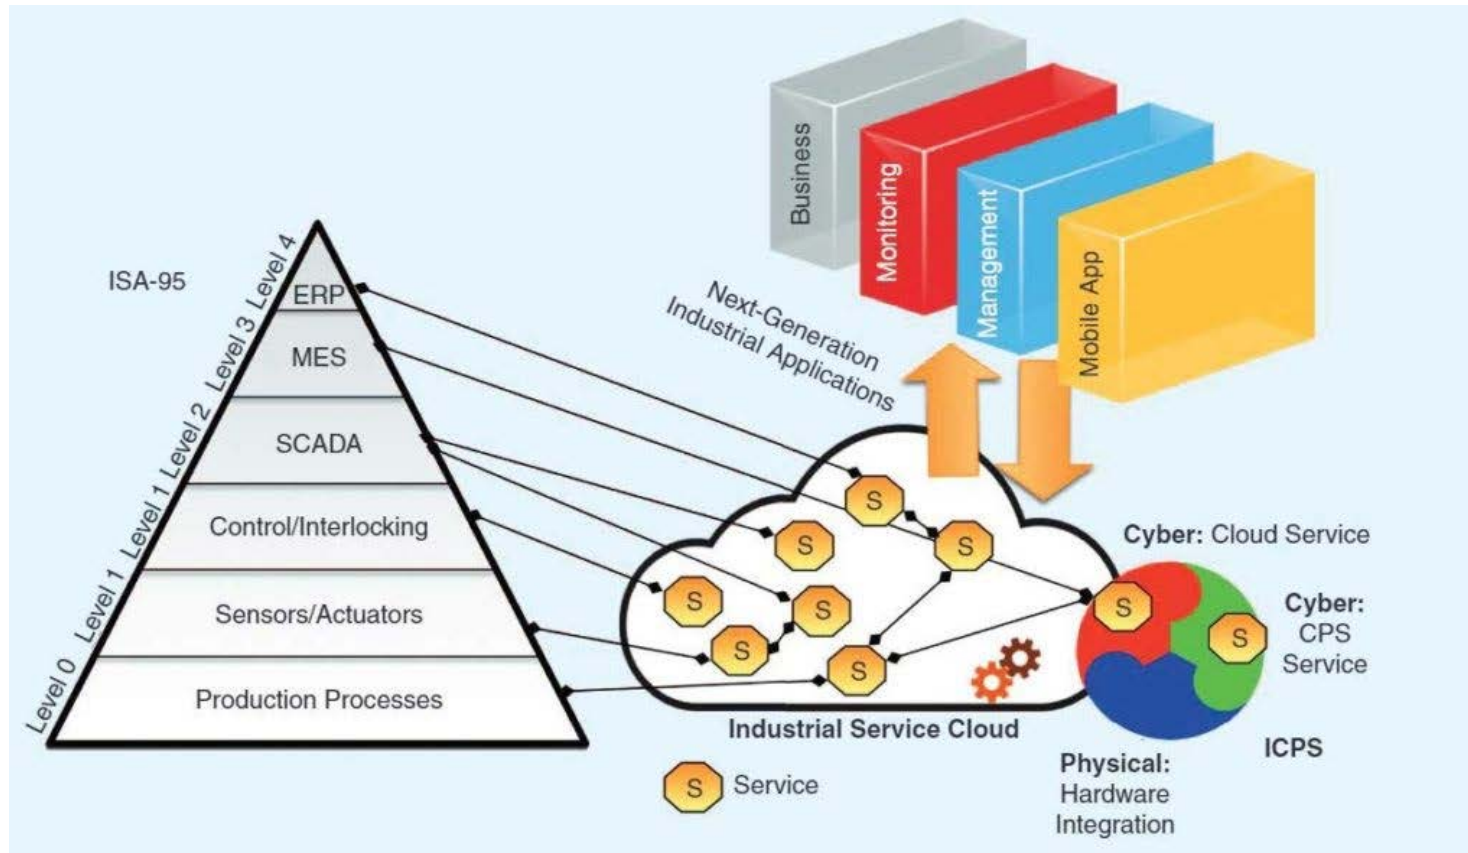 Business
Monitoring
Management
Mobile App
Next-Generation
Industrial Applications
ISA-95
Level 4
Level 3
Level 2
Level 1
Level 1
Level 0
ERP
MES
SCADA
Control/Interlocking
Sensors/Actuators
Production Processes
S
S
S
S
S
S
S
S
S
Industrial Service Cloud
S
Service
Cyber: Cloud Service
Cyber:
CPS
Service
ICPS
Physical:
Hardware
Integration